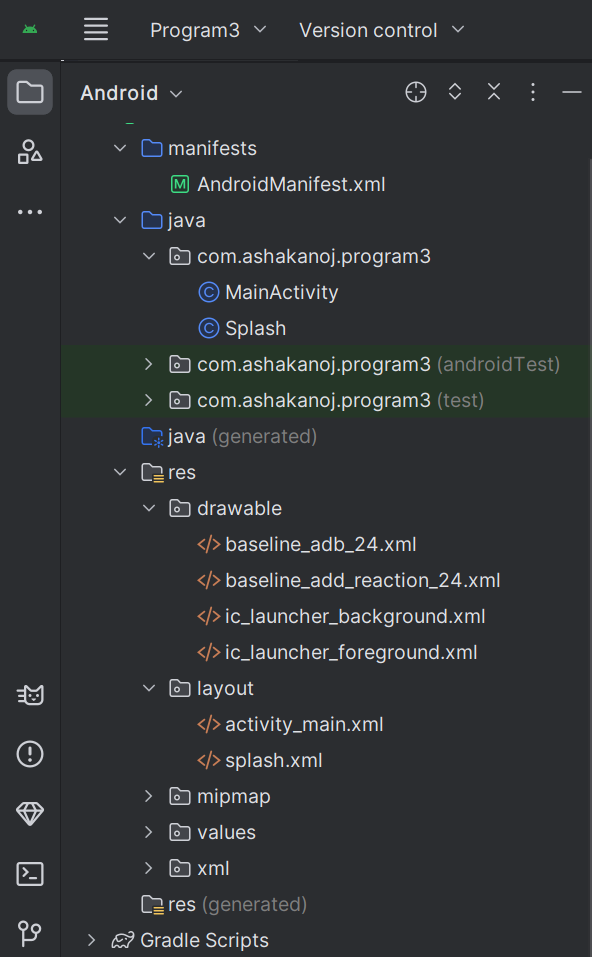 Program3 Version control
Android
manifests
M AndroidManifest.xml
java
com.ashakanoj.program3
C MainActivity
C Splash
com.ashakanoj.program3 (androidTest)
com.ashakanoj.program3 (test)
java (generated)
res
drawable
</> baseline_adb_24.xml
</> baseline_add_reaction_24.xml
</> ic_launcher_background.xml
</> ic_launcher_foreground.xml
layout
</> activity_main.xml
</> splash.xml
mipmap
values
xml
res (generated)
Gradle Scripts